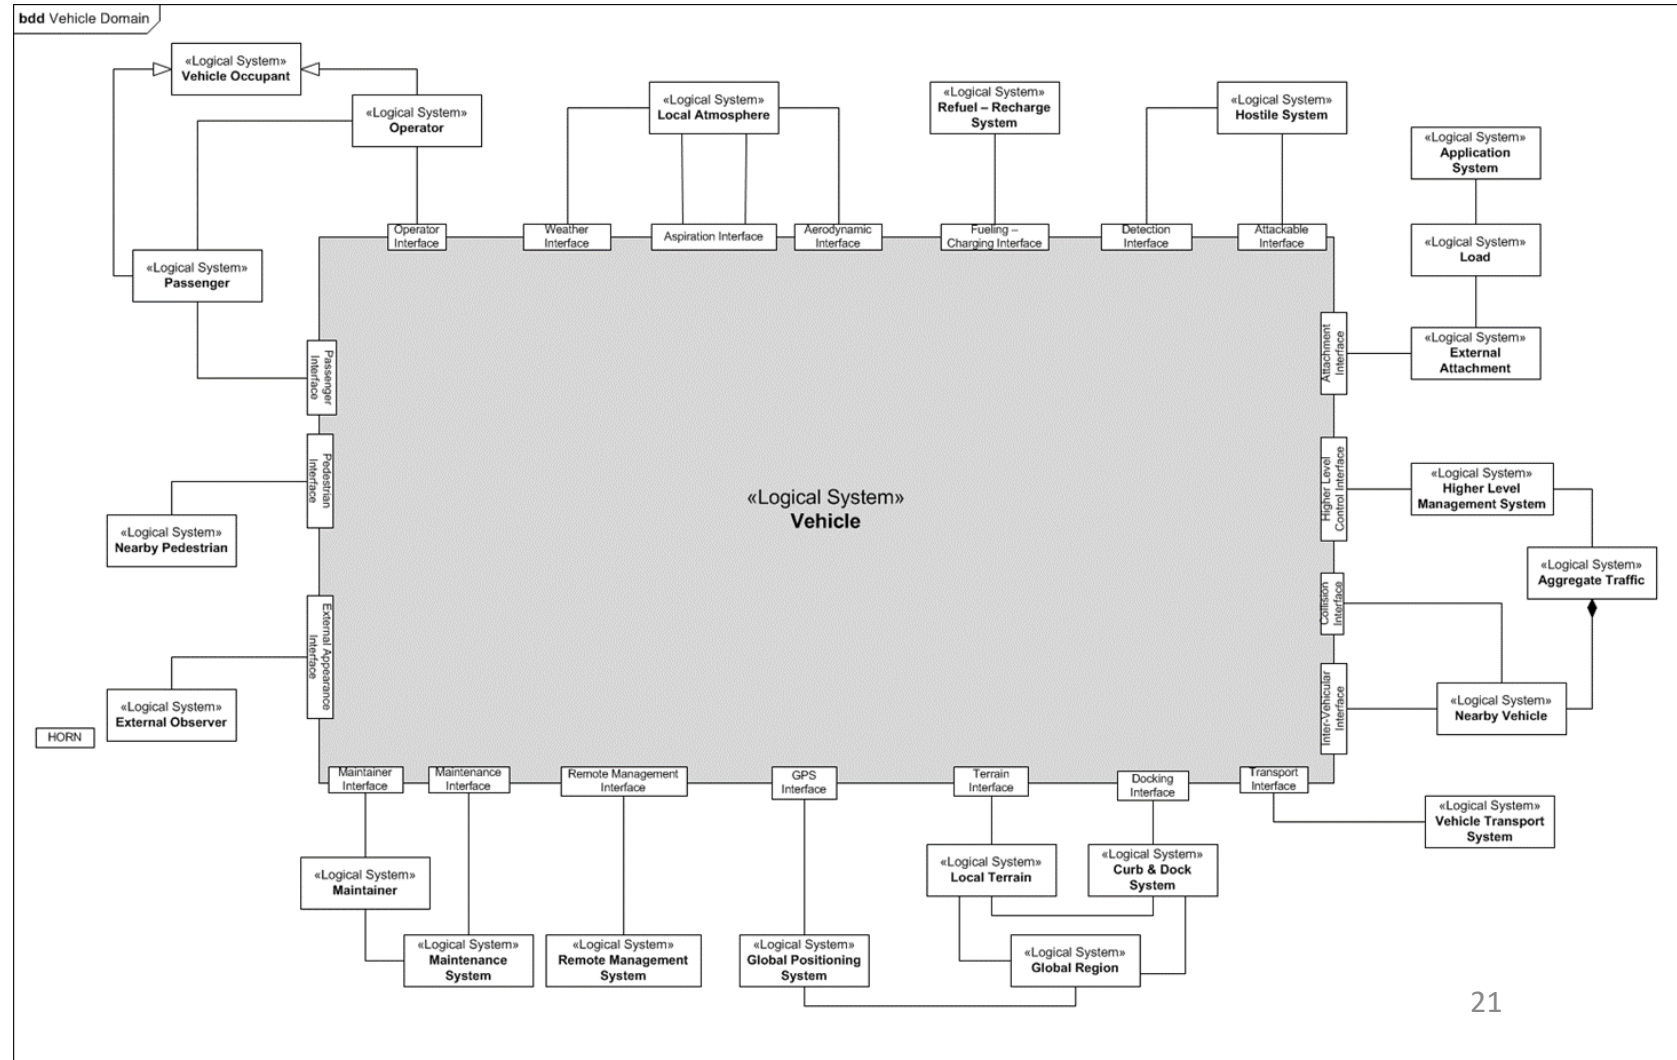 bdd Vehicle Domain
«Logical System»
Vehicle Occupant
«Logical System»
Operator
«Logical System»
Local Atmosphere
«Logical System»
Refuel – Recharge
System
«Logical System»
Hostile System
«Logical System»
Application
System
«Logical System»
Load
«Logical System»
External
Attachment
Operator
Interface
Weather
Interface
Aspiration Interface
Aerodynamic
Interface
Fueling –
Charging Interface
Detection
Interface
Attackable
Interface
«Logical System»
Passenger
Passenger
Interface
Pedestrian
Interface
«Logical System»
Nearby Pedestrian
External Appearance
Interface
«Logical System»
External Observer
HORN
«Logical System»
Vehicle
Attachment
Interface
Higher Level
Control Interface
«Logical System»
Higher Level
Management System
«Logical System»
Aggregate Traffic
Collision
Interface
Inter-Vehicular
Interface
«Logical System»
Nearby Vehicle
Maintainer
Interface
Maintenance
Interface
Remote Management
Interface
GPS
Interface
Terrain
Interface
Docking
Interface
Transport
Interface
«Logical System»
Vehicle Transport
System
«Logical System»
Maintainer
«Logical System»
Local Terrain
«Logical System»
Curb & Dock
System
«Logical System»
Maintenance
System
«Logical System»
Remote Management
System
«Logical System»
Global Positioning
System
«Logical System»
Global Region
21